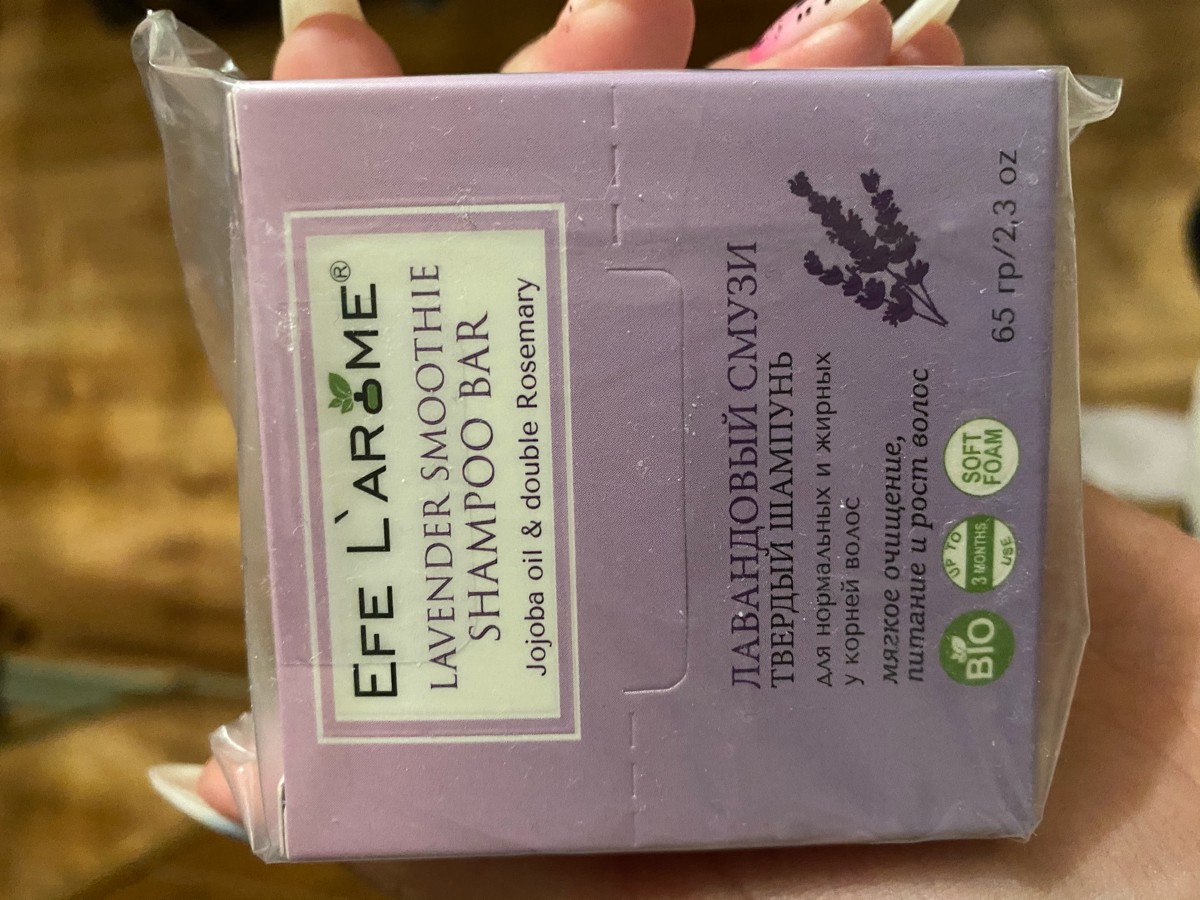 EFE L`AROME®
LAVENDER SMOOTHIE
SHAMPOO BAR
Jojoba oil & double Rosemary
ЛАВАНДОВЫЙ СМУЗИ
ТВЕРДЫЙ ШАМПУНЬ
для нормальных и жирных
у корней волос
мягкое очищение,
питание и рост волос
BIO
UP TO
3 MONTHS
USE
SOFT
FOAM
65 гр/2,3 oz